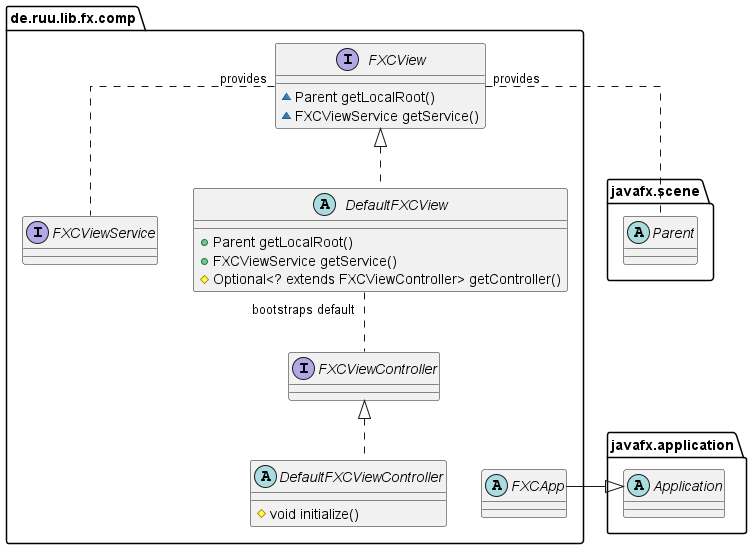 de.ruu.lib.fx.comp
I FXCView
Parent getLocalRoot()
FXCViewService getService()
provides
provides
I FXCViewService
A DefaultFXCView
Parent getLocalRoot()
FXCViewService getService()
Optional<? extends FXCViewController> getController()
javafx.scene
A Parent
bootstraps default
I FXCViewController
A DefaultFXCViewController
void initialize()
A FXCApp
javafx.application
A Application